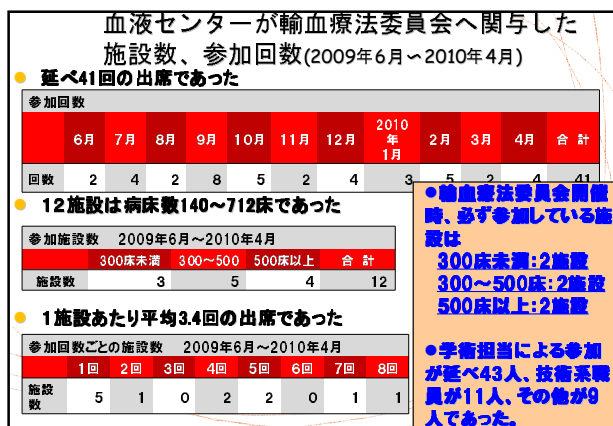 血液センターが輸血療法委員会へ関与した
施設数、参加回数(2009年6月～2010年4月)
● 延べ41回の出席であった
参加回数
6月 7月 8月 9月 10月 11月 12月 2010年1月 2月 3月 4月 合計
回数 2 4 2 8 5 2 4 3 5 2 4 41
● 12施設は病床数140～712床であった
参加施設数 2009年6月～2010年4月
300床未満 300～500 500床以上 合計
施設数 3 5 4 12
● 1施設あたり平均3.4回の出席であった
参加回数ごとの施設数 2009年6月～2010年4月
1回 2回 3回 4回 5回 6回 7回 8回
施設数 5 1 0 2 2 0 1 1
●輸血療法委員会開催
時、必ず参加している施
設は
300床未満：2施設
300～500床：2施設
500床以上：2施設
●学術担当による参加
が延べ43人、技術系職
員が11人、その他が9
人であった。